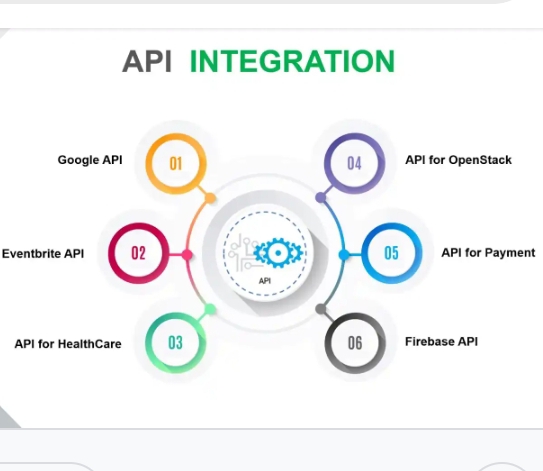 API INTEGRATION
Google API
01
04
API for OpenStack
Eventbrite API
02
API
05
API for Payment
API for HealthCare
03
06
Firebase API